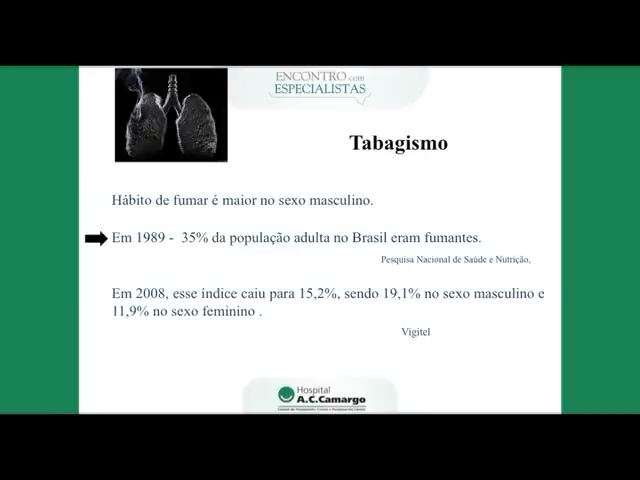 ENCONTRO com
ESPECIALISTAS
Tabagismo
Hábito de fumar é maior no sexo masculino.
Em 1989 - 35% da população adulta no Brasil eram fumantes.
Pesquisa Nacional de Saúde e Nutrição,
Em 2008, esse índice caiu para 15,2%, sendo 19,1% no sexo masculino e
11,9% no sexo feminino .
Vigitel
Hospital
A.C.Camargo